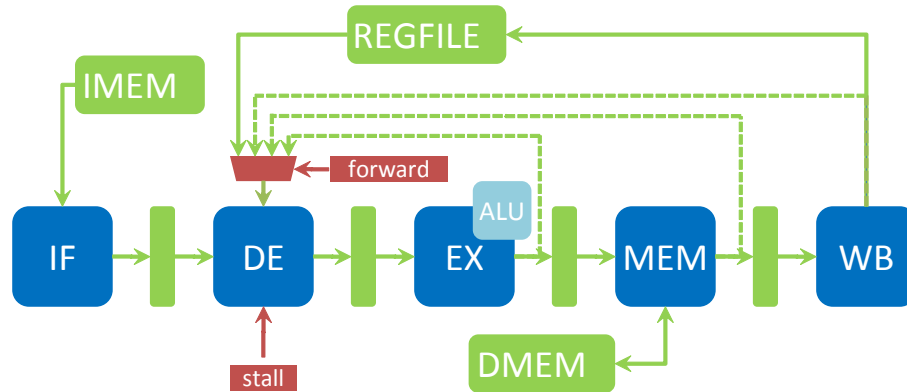 REGFILE
IMEM
forward
ALU
IF
DE
EX
MEM
WB
DMEM
stall